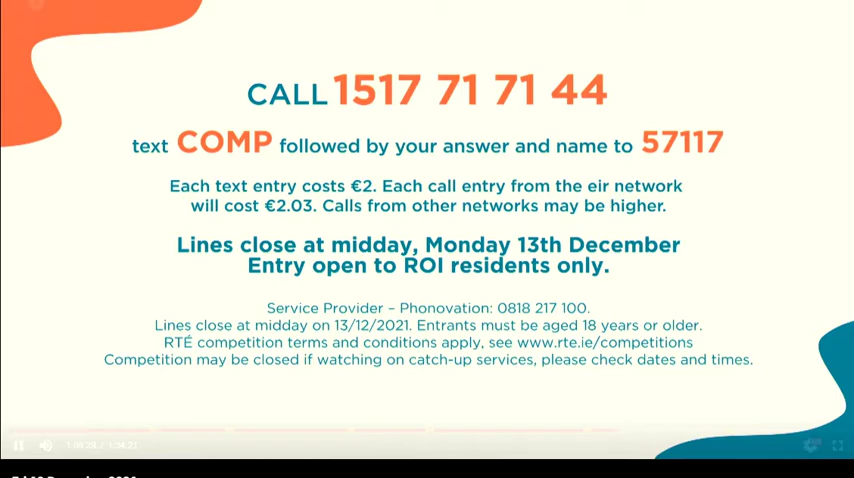 CALL 1517 71 71 44
text COMP followed by your answer and name to 57117
Each text entry costs €2. Each call entry from the eir network
will cost €2.03. Calls from other networks may be higher.
Lines close at midday, Monday 13th December
Entry open to ROI residents only.
Service Provider – Phonovation: 0818 217 100.
Lines close at midday on 13/12/2021. Entrants must be aged 18 years or older.
RTÉ competition terms and conditions apply, see www.rte.ie/competitions
Competition may be closed if watching on catch-up services, please check dates and times.